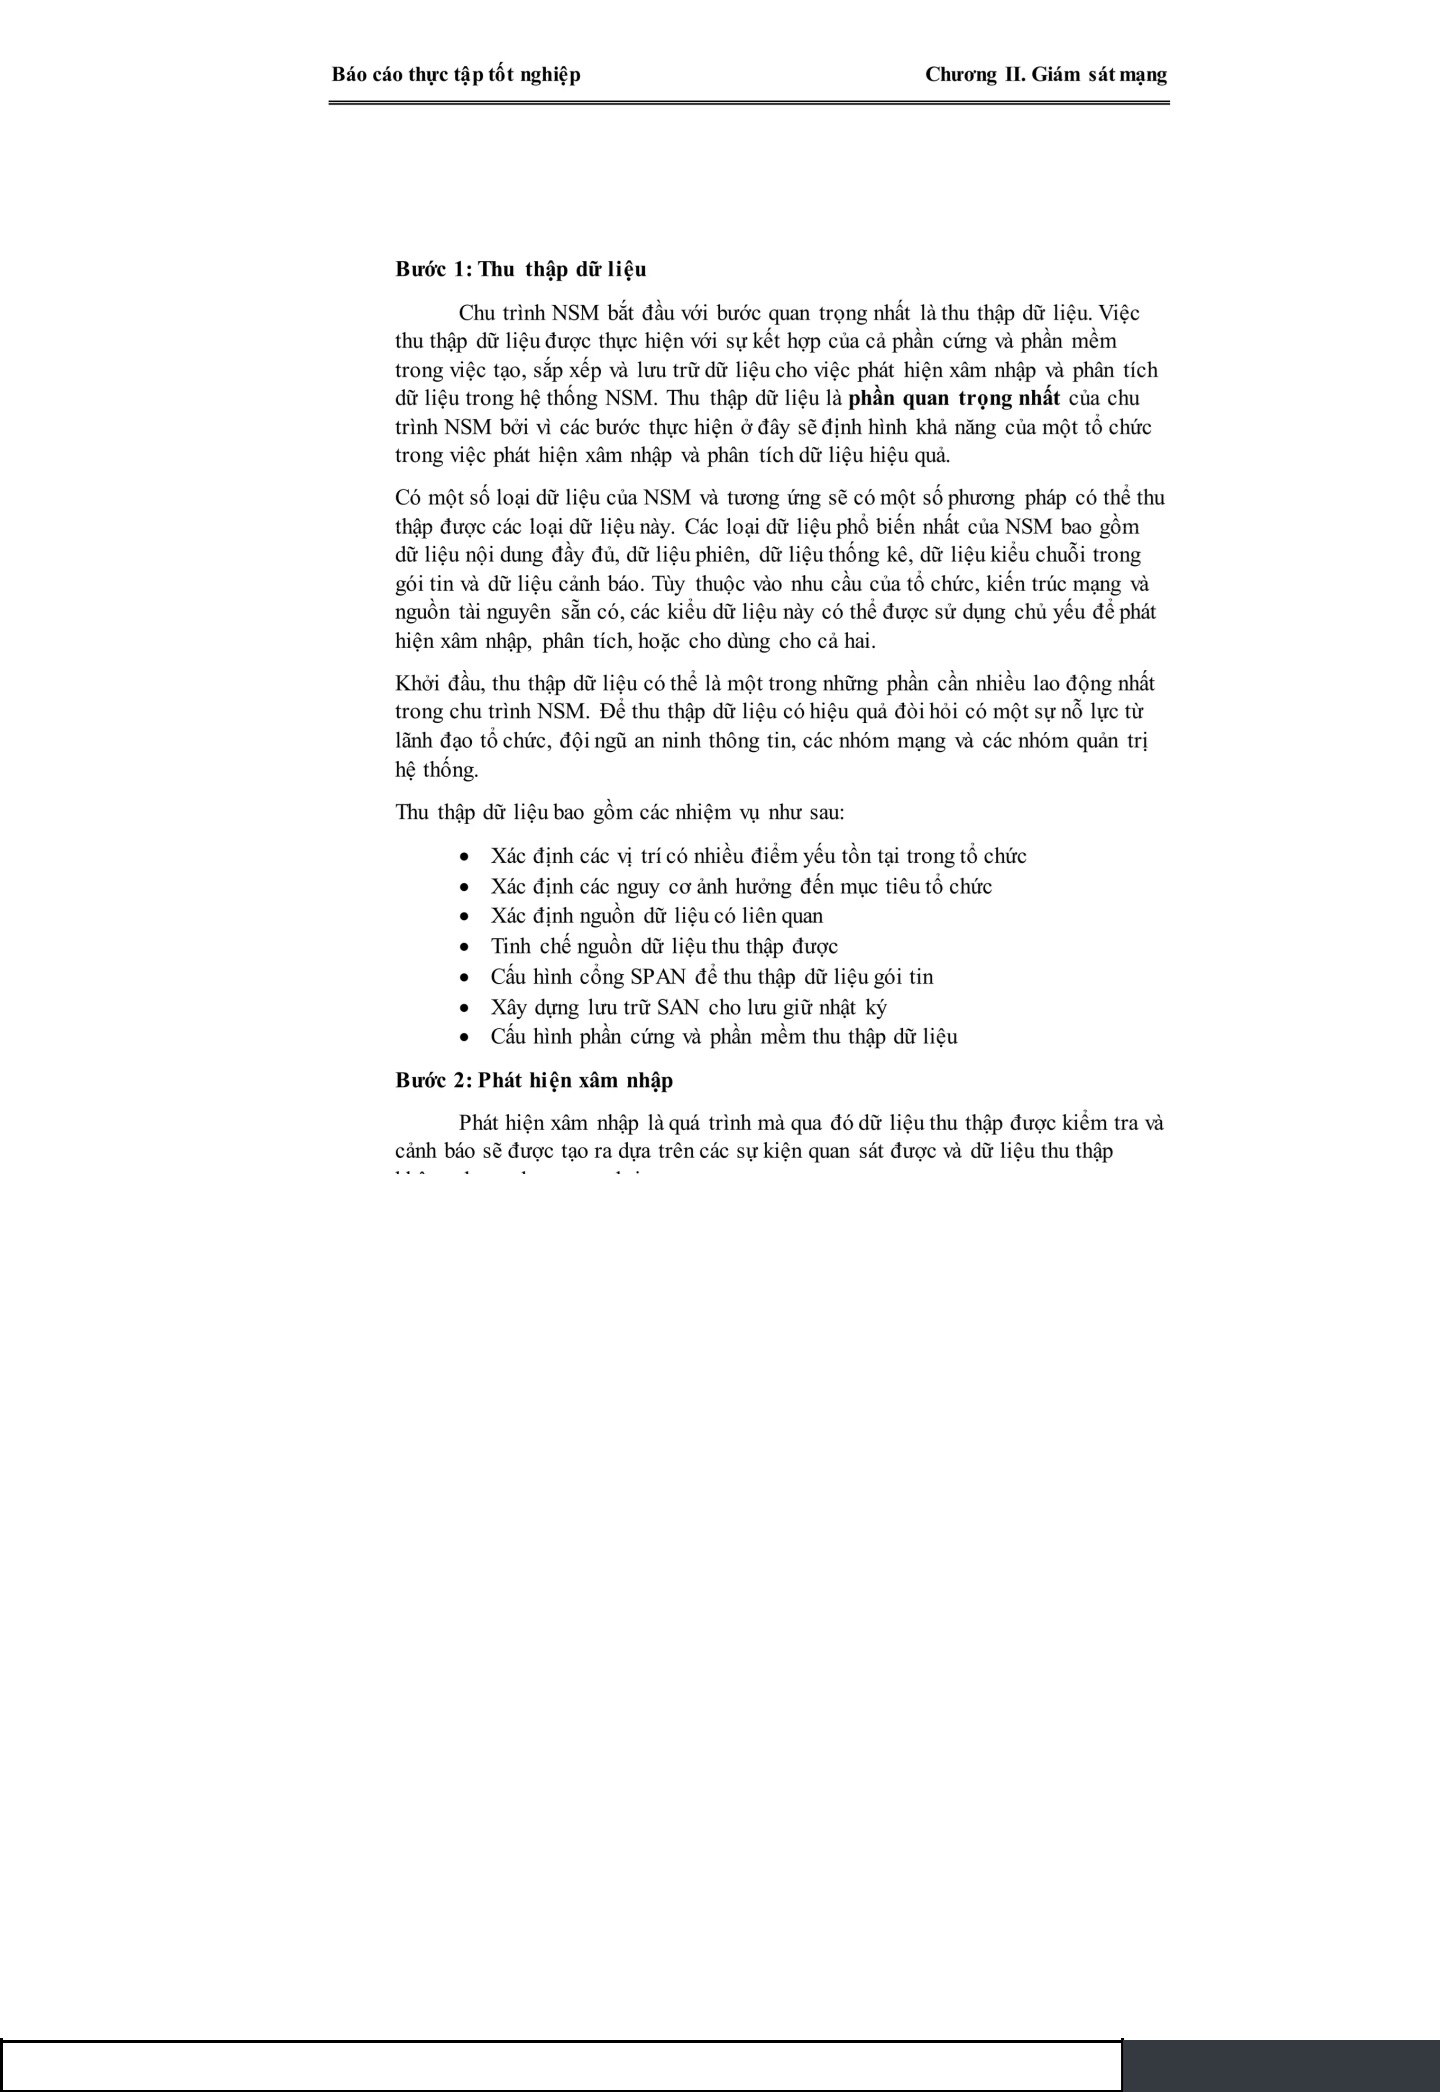 Báo cáo thực tập tốt nghiệp
Chương II. Giám sát mạng
Bước 1: Thu thập dữ liệu
Chu trình NSM bắt đầu với bước quan trọng nhất là thu thập dữ liệu. Việc
thu thập dữ liệu được thực hiện với sự kết hợp của cả phần cứng và phần mềm
trong việc tạo, sắp xếp và lưu trữ dữ liệu cho việc phát hiện xâm nhập và phân tích
dữ liệu trong hệ thống NSM. Thu thập dữ liệu là phần quan trọng nhất của chu
trình NSM bởi vì các bước thực hiện ở đây sẽ định hình khả năng của một tổ chức
trong việc phát hiện xâm nhập và phân tích dữ liệu hiệu quả.
Có một số loại dữ liệu của NSM và tương ứng sẽ có một số phương pháp có thể thu
thập được các loại dữ liệu này. Các loại dữ liệu phổ biến nhất của NSM bao gồm
dữ liệu nội dung đầy đủ, dữ liệu phiên, dữ liệu thống kê, dữ liệu kiểu chuỗi trong
gói tin và dữ liệu cảnh báo. Tùy thuộc vào nhu cầu của tổ chức, kiến trúc mạng và
nguồn tài nguyên sẵn có, các kiểu dữ liệu này có thể được sử dụng chủ yếu để phát
hiện xâm nhập, phân tích, hoặc cho dùng cho cả hai.
Khởi đầu, thu thập dữ liệu có thể là một trong những phần cần nhiều lao động nhất
trong chu trình NSM. Để thu thập dữ liệu có hiệu quả đòi hỏi có một sự nỗ lực từ
lãnh đạo tổ chức, đội ngũ an ninh thông tin, các nhóm mạng và các nhóm quản trị
hệ thống.
Thu thập dữ liệu bao gồm các nhiệm vụ như sau:
• Xác định các vị trí có nhiều điểm yếu tồn tại trong tổ chức
• Xác định các nguy cơ ảnh hưởng đến mục tiêu tổ chức
• Xác định nguồn dữ liệu có liên quan
• Tinh chế nguồn dữ liệu thu thập được
• Cấu hình cổng SPAN để thu thập dữ liệu gói tin
• Xây dựng lưu trữ SAN cho lưu giữ nhật ký
• Cấu hình phần cứng và phần mềm thu thập dữ liệu
Bước 2: Phát hiện xâm nhập
Phát hiện xâm nhập là quá trình mà qua đó dữ liệu thu thập được kiểm tra và
cảnh báo sẽ được tạo ra dựa trên các sự kiện quan sát được và dữ liệu thu thập